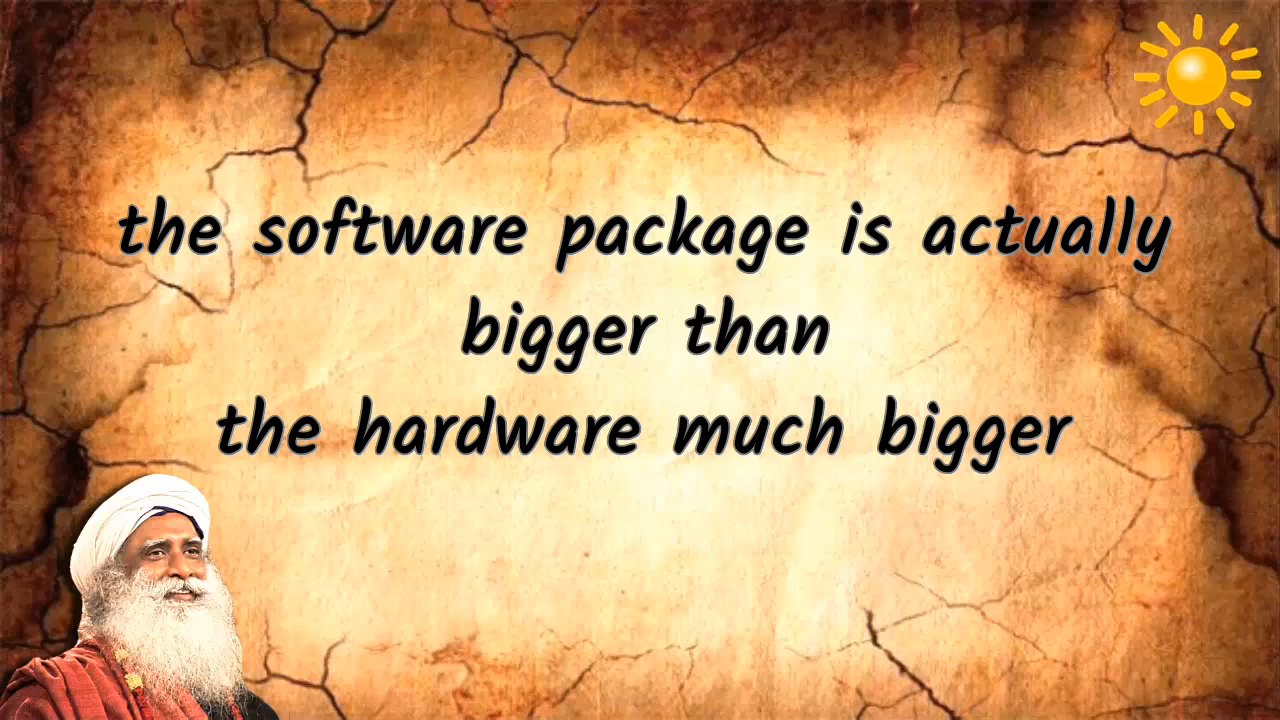 the software package is actually
bigger than
the hardware much bigger